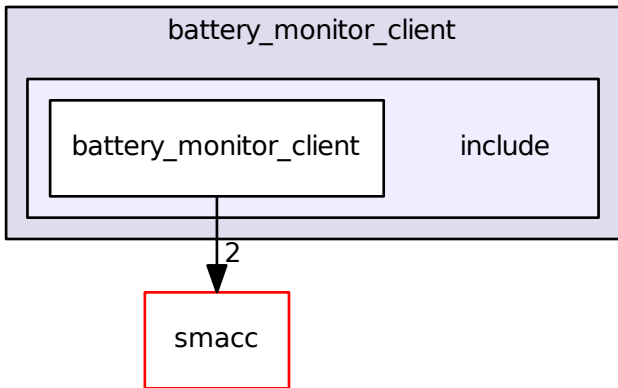 battery_monitor_client
battery_monitor_client include
2
smacc